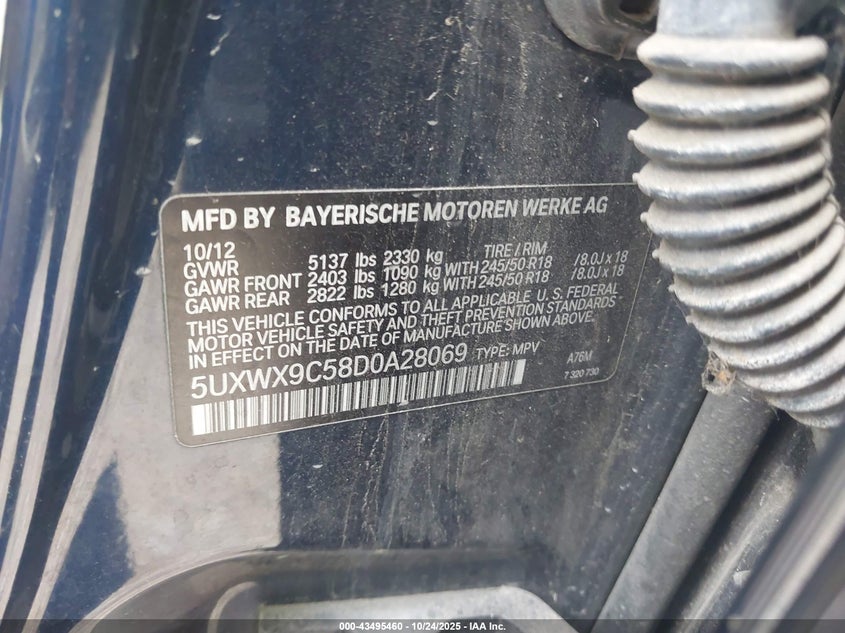 MFD BY BAYERISCHE MOTOREN WERKE AG
10/12 TIRE / RIM
GVWR 5137 lbs 2330 kg
GAWR FRONT 2403 lbs 1090 kg WITH 245/50 R18 /8.0J x 18
GAWR REAR 2822 lbs 1280 kg WITH 245/50 R18 /8.0J x 18
THIS VEHICLE CONFORMS TO ALL APPLICABLE U. S. FEDERAL
MOTOR VEHICLE SAFETY AND THEFT PREVENTION STANDARDS
IN EFFECT ON THE DATE OF MANUFACTURE SHOWN ABOVE.
5UXWX9C58D0A28069 TYPE: MPV A76M
7 320 730
000-43495460 - 10/24/2025 - IAA Inc.